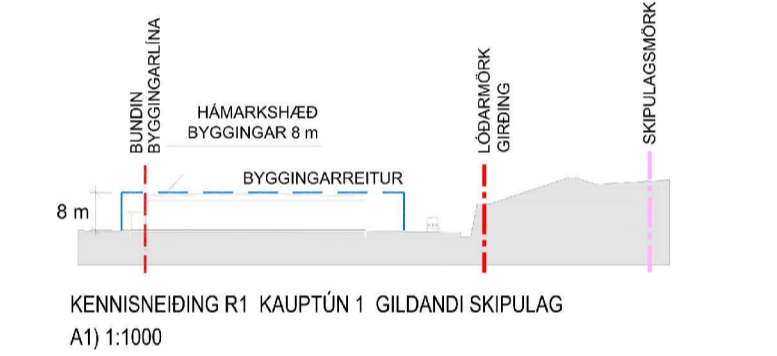 BUNDIN
BYGGINGARLÍNA
HÁMARKSHÆÐ
BYGGINGAR 8 m
BYGGINGARREITUR
8 m
LÓÐARMÖRK
GIRÐING
SKIPULAGSMÖRK
KENNISNEIÐING R1 KAUPTÚN 1 GILDANDI SKIPULAG
A1) 1:1000